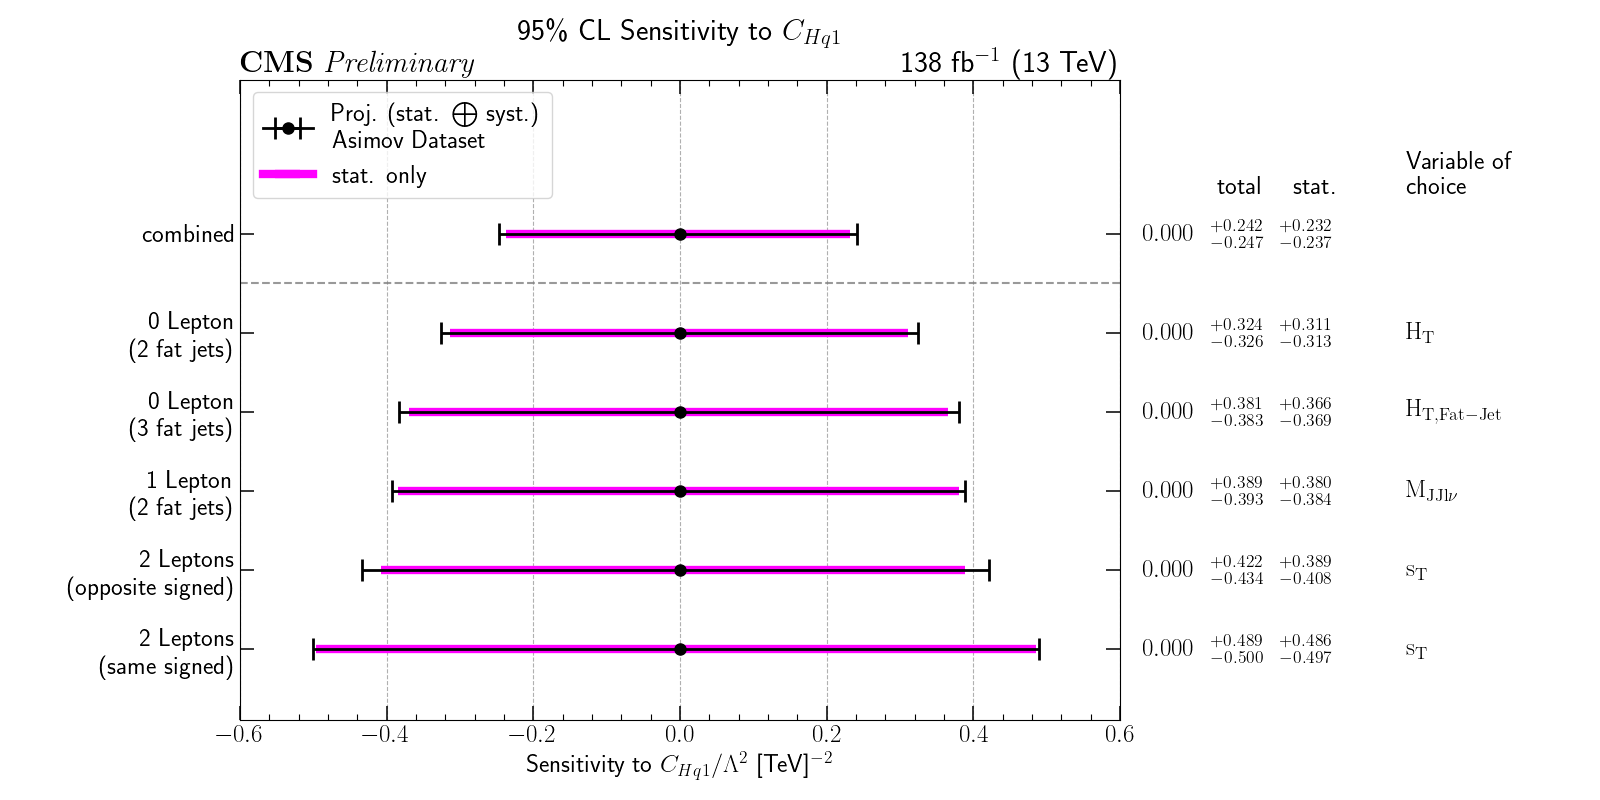 95% CL Sensitivity to C_{Hq1}
CMS Preliminary 138 fb⁻¹ (13 TeV)
Proj. (stat. ⨁ syst.)
Asimov Dataset
stat. only
Variable of
total stat. choice
combined 0.000 +0.242 −0.247 +0.232 −0.237
0 Lepton
(2 fat jets) 0.000 +0.324 −0.326 +0.311 −0.313 H_T
0 Lepton
(3 fat jets) 0.000 +0.381 −0.383 +0.366 −0.369 H_{T,Fat−Jet}
1 Lepton
(2 fat jets) 0.000 +0.389 −0.393 +0.380 −0.384 M_{JJlν}
2 Leptons
(opposite signed) 0.000 +0.422 −0.434 +0.389 −0.408 s_T
2 Leptons
(same signed) 0.000 +0.489 −0.500 +0.486 −0.497 s_T
−0.6 −0.4 −0.2 0.0 0.2 0.4 0.6
Sensitivity to C_{Hq1}/Λ² [TeV]⁻²